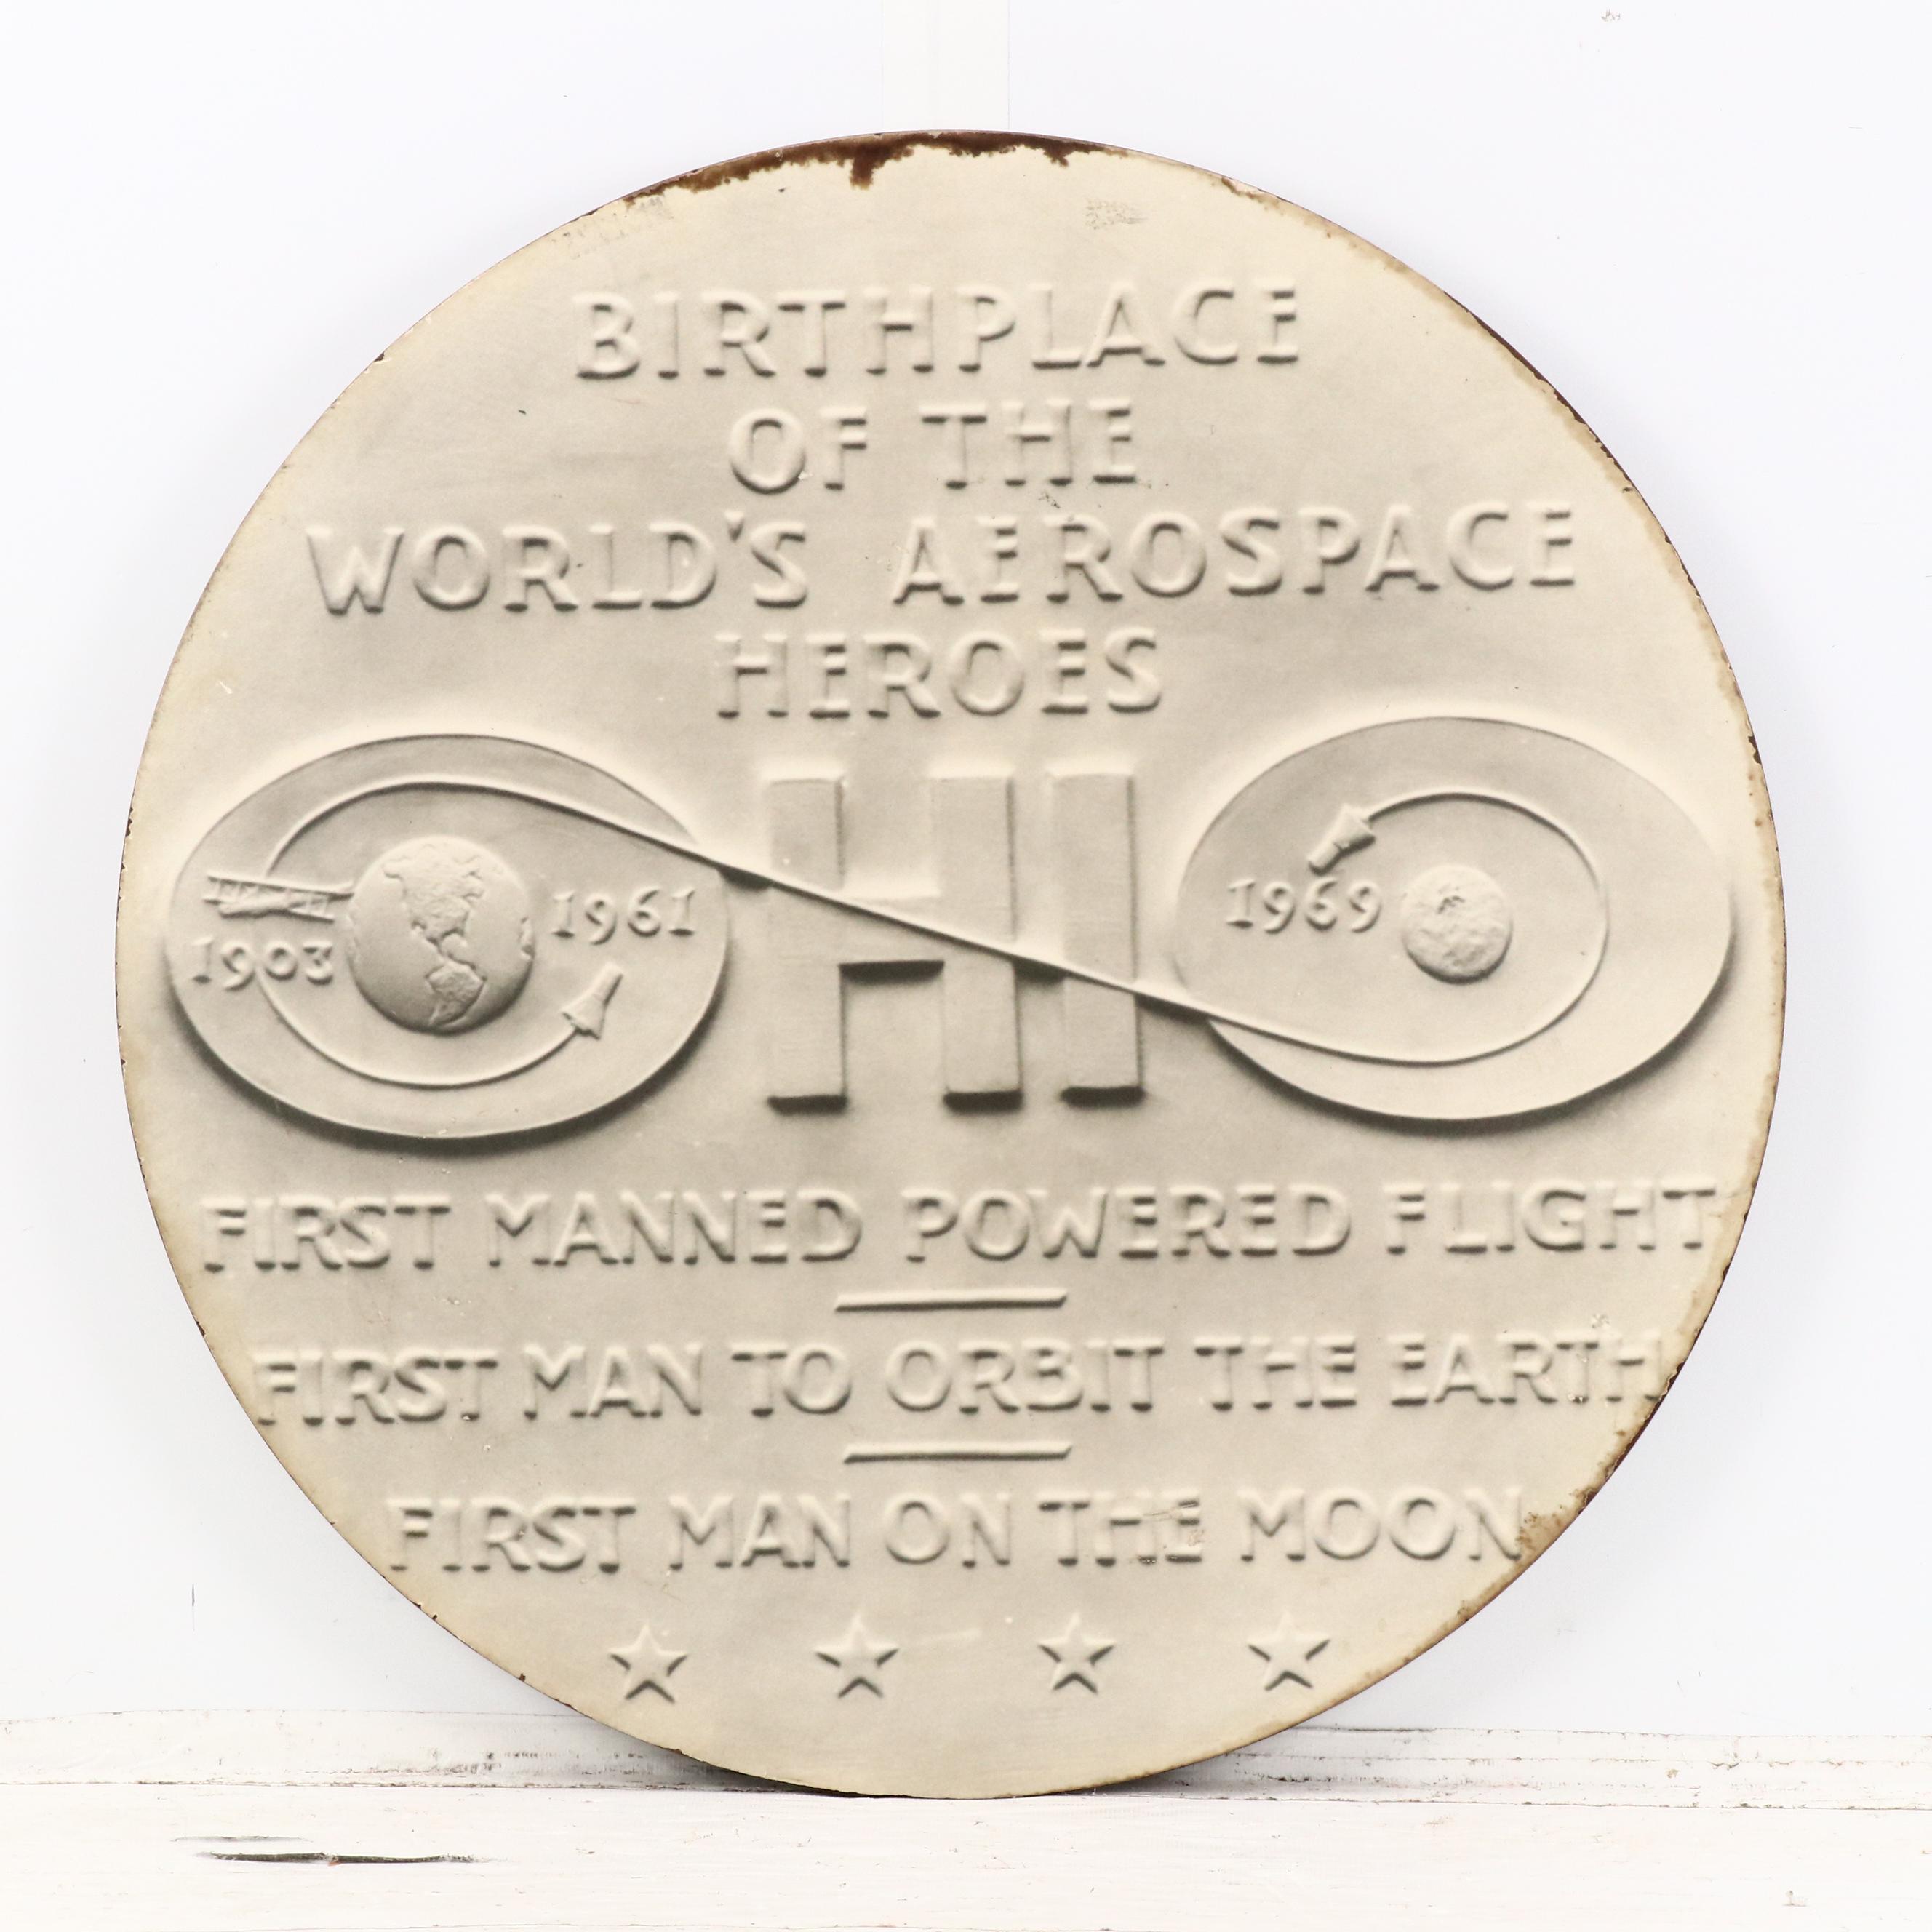 BIRTHPLACE
OF THE
WORLD'S AEROSPACE
HEROES
OHIO
1903 1961 1969
FIRST MANNED POWERED FLIGHT
FIRST MAN TO ORBIT THE EARTH
FIRST MAN ON THE MOON